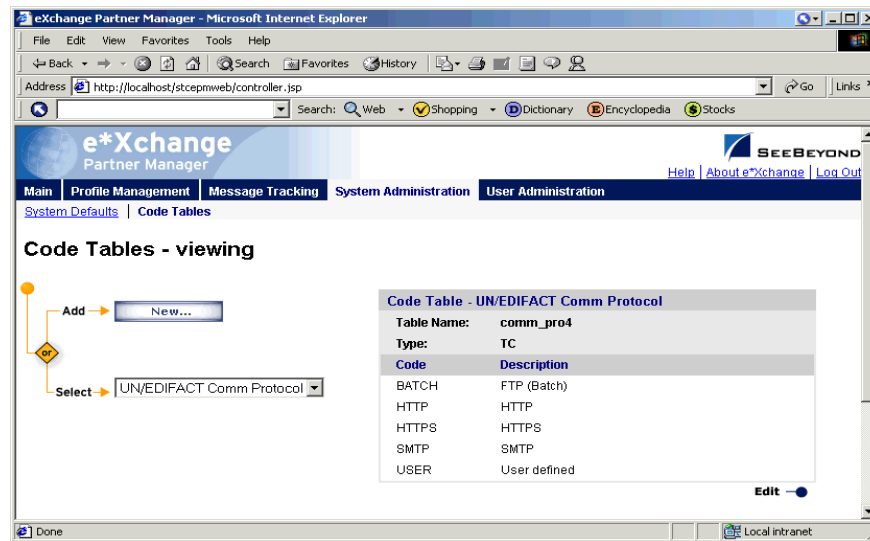 eXchange Partner Manager - Microsoft Internet Explorer
File Edit View Favorites Tools Help
Back Search Favorites History
Address http://localhost/stcepmweb/controller.jsp Go Links
Search: Web Shopping Dictionary Encyclopedia Stocks
e*Xchange
Partner Manager
SEEBEYOND
Help | About e*Xchange | Log Out
Main Profile Management Message Tracking System Administration User Administration
System Defaults | Code Tables
Code Tables - viewing
Code Table - UN/EDIFACT Comm Protocol
Add New...
Table Name: comm_pro4
Type: TC
or
Code Description
Select UN/EDIFACT Comm Protocol
BATCH FTP (Batch)
HTTP HTTP
HTTPS HTTPS
SMTP SMTP
USER User defined
Edit
Done Local intranet